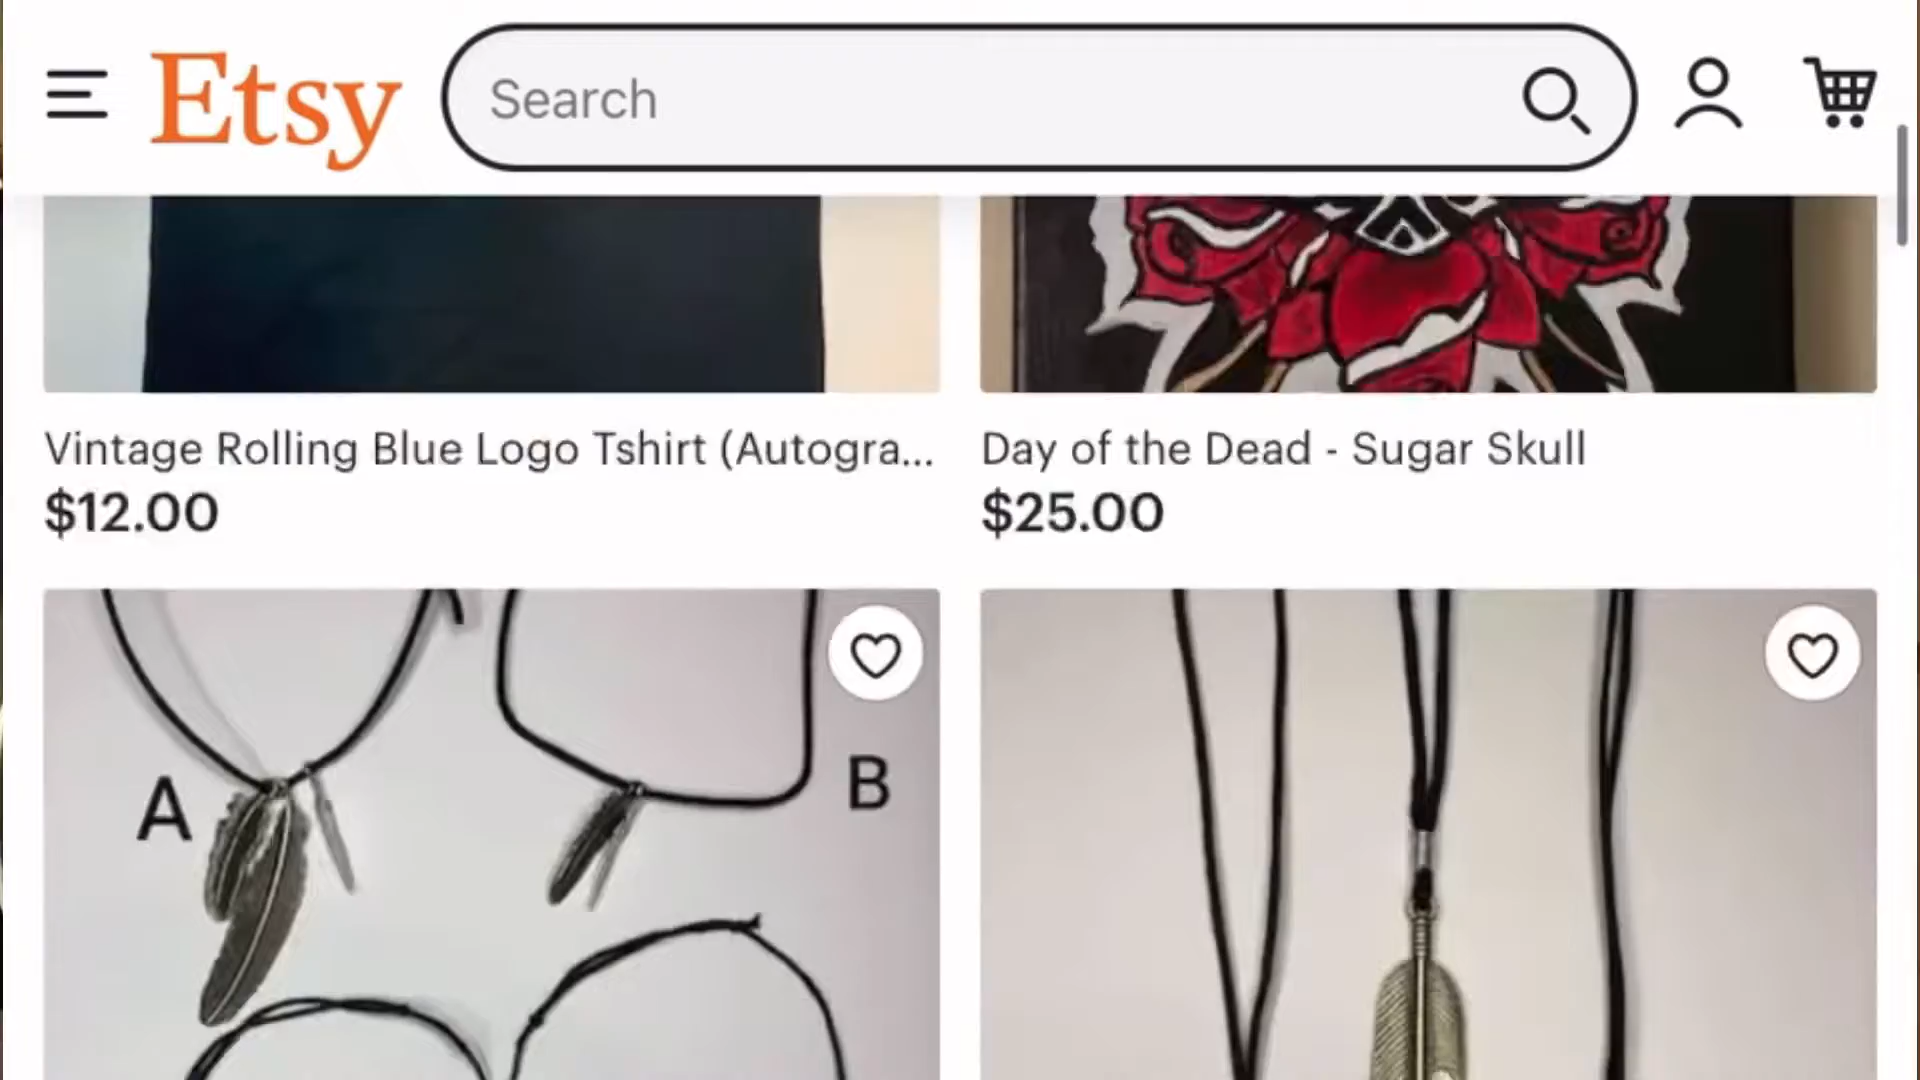 Etsy
Search
Vintage Rolling Blue Logo Tshirt (Autogra...
Day of the Dead - Sugar Skull
$12.00
$25.00
A
B